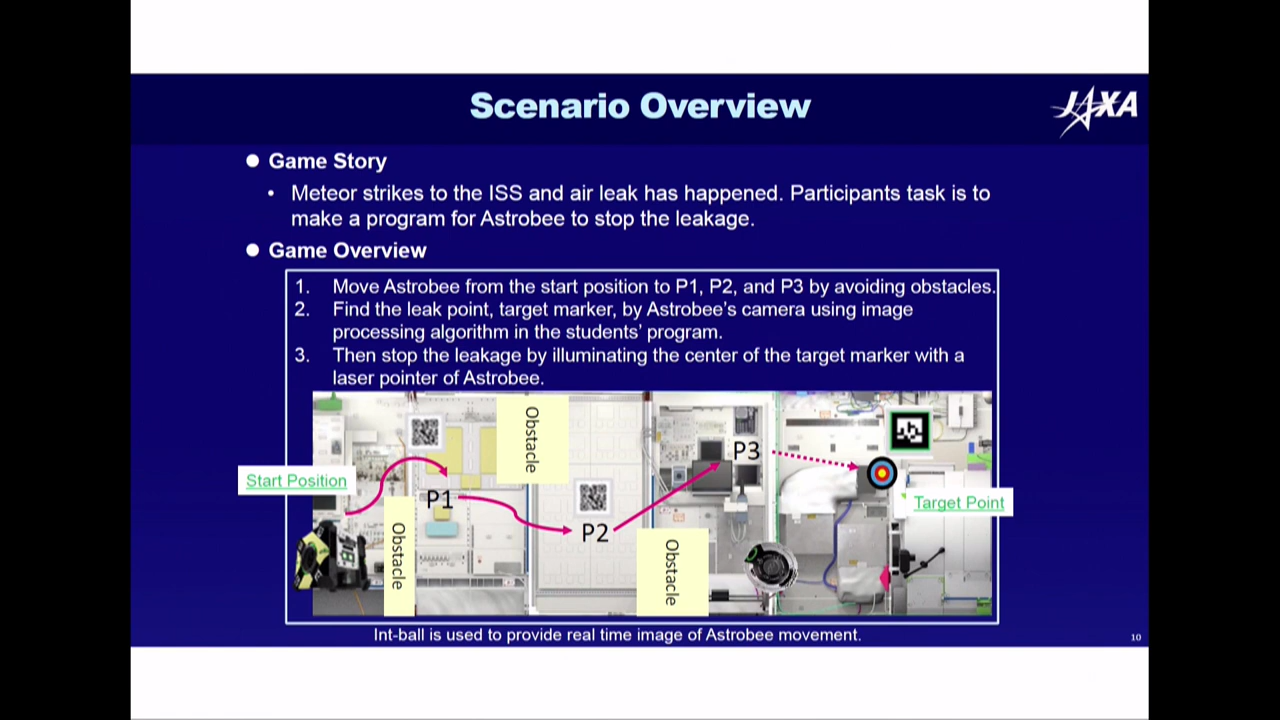 Scenario Overview
JAXA
Game Story
Meteor strikes to the ISS and air leak has happened. Participants task is to
make a program for Astrobee to stop the leakage.
Game Overview
1. Move Astrobee from the start position to P1, P2, and P3 by avoiding obstacles.
2. Find the leak point, target marker, by Astrobee's camera using image
processing algorithm in the students' program.
3. Then stop the leakage by illuminating the center of the target marker with a
laser pointer of Astrobee.
Obstacle
P3
Start Position
P1
Target Point
P2
Obstacle
Obstacle
Int-ball is used to provide real time image of Astrobee movement.
10